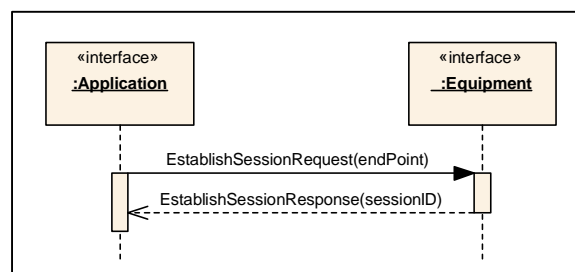 «interface»
:Application
«interface»
:Equipment
EstablishSessionRequest(endPoint)
EstablishSessionResponse(sessionID)